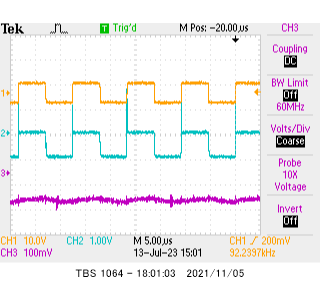 Tek Trig'd M Pos: -20.00µs CH3
Coupling
DC
BW Limit
Off
60MHz
Volts/Div
Coarse
Probe
10X
Voltage
Invert
Off
1
2
3
CH1 10.0V CH2 1.00V M 5.00µs CH1 / 200mV
CH3 100mV 13-Jul-23 15:01 92.2397kHz
TBS 1064 - 18:01:03 2021/11/05